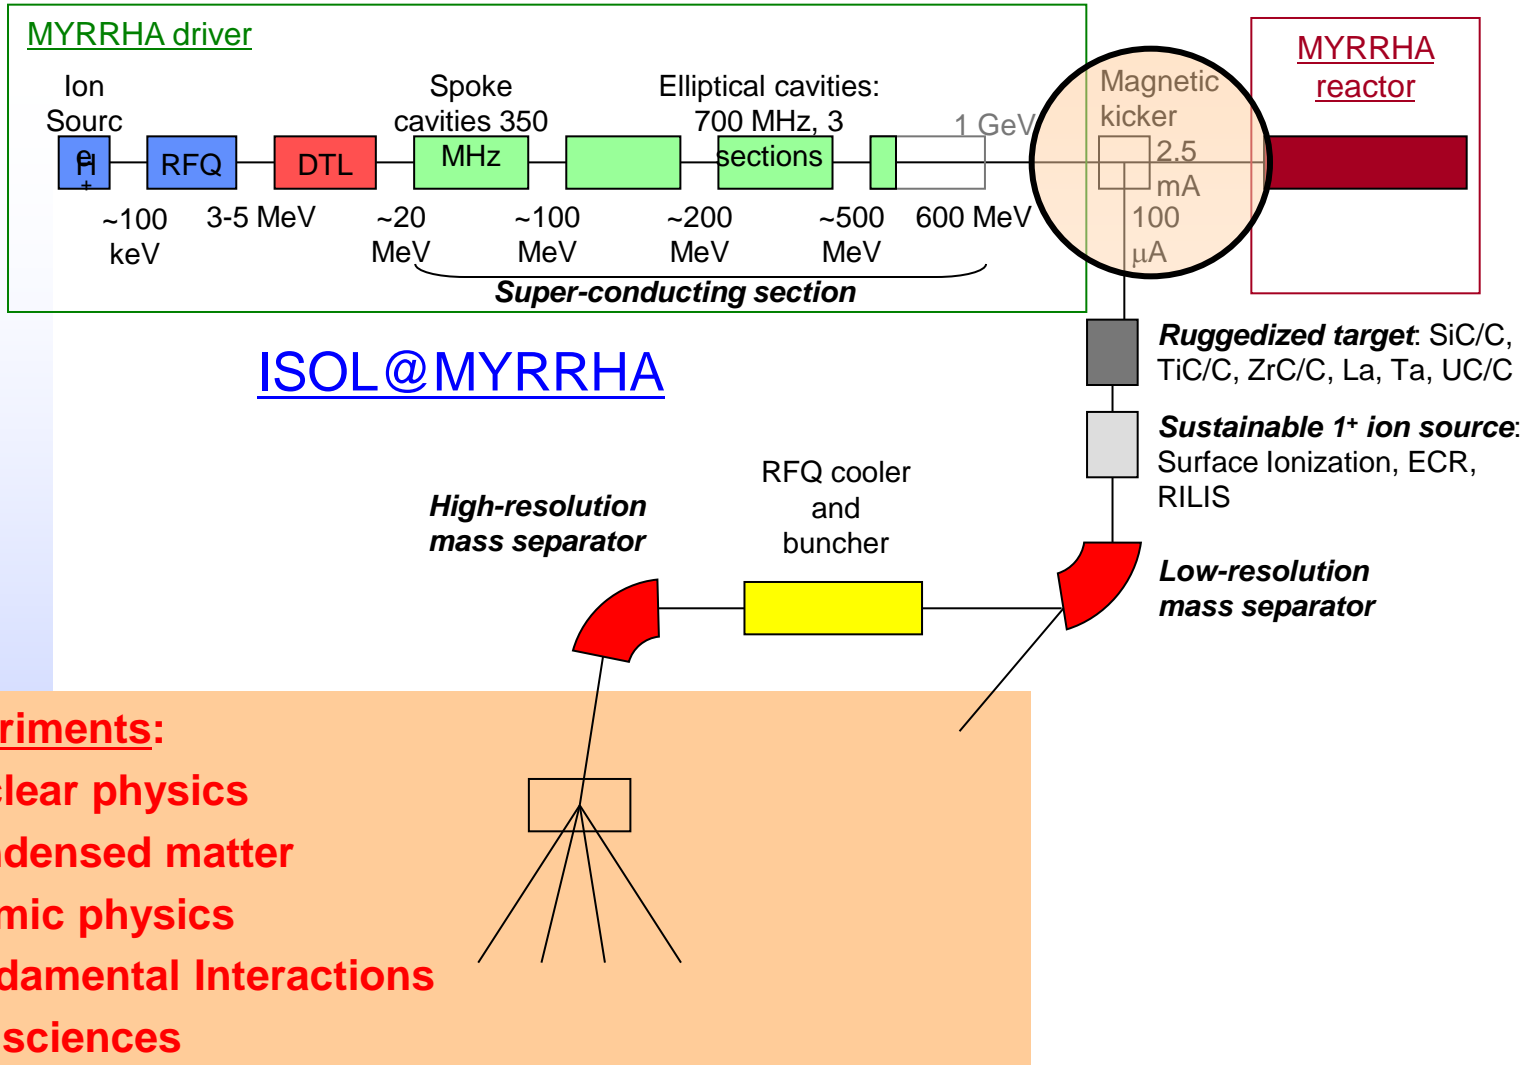 MYRRHA driver
Ion
Sourc
e
H
+
RFQ
DTL
Spoke
cavities 350
MHz
Elliptical cavities:
700 MHz, 3
sections
1 GeV
Magnetic
kicker
2.5
mA
100
μA
MYRRHA
reactor
~100
keV
3-5 MeV
~20
MeV
~100
MeV
~200
MeV
~500
MeV
600 MeV
Super-conducting section
ISOL@MYRRHA
Ruggedized target: SiC/C,
TiC/C, ZrC/C, La, Ta, UC/C
Sustainable 1+ ion source:
Surface Ionization, ECR,
RILIS
RFQ cooler
and
buncher
High-resolution
mass separator
Low-resolution
mass separator
riments:
clear physics
ndensed matter
mic physics
damental Interactions
sciences